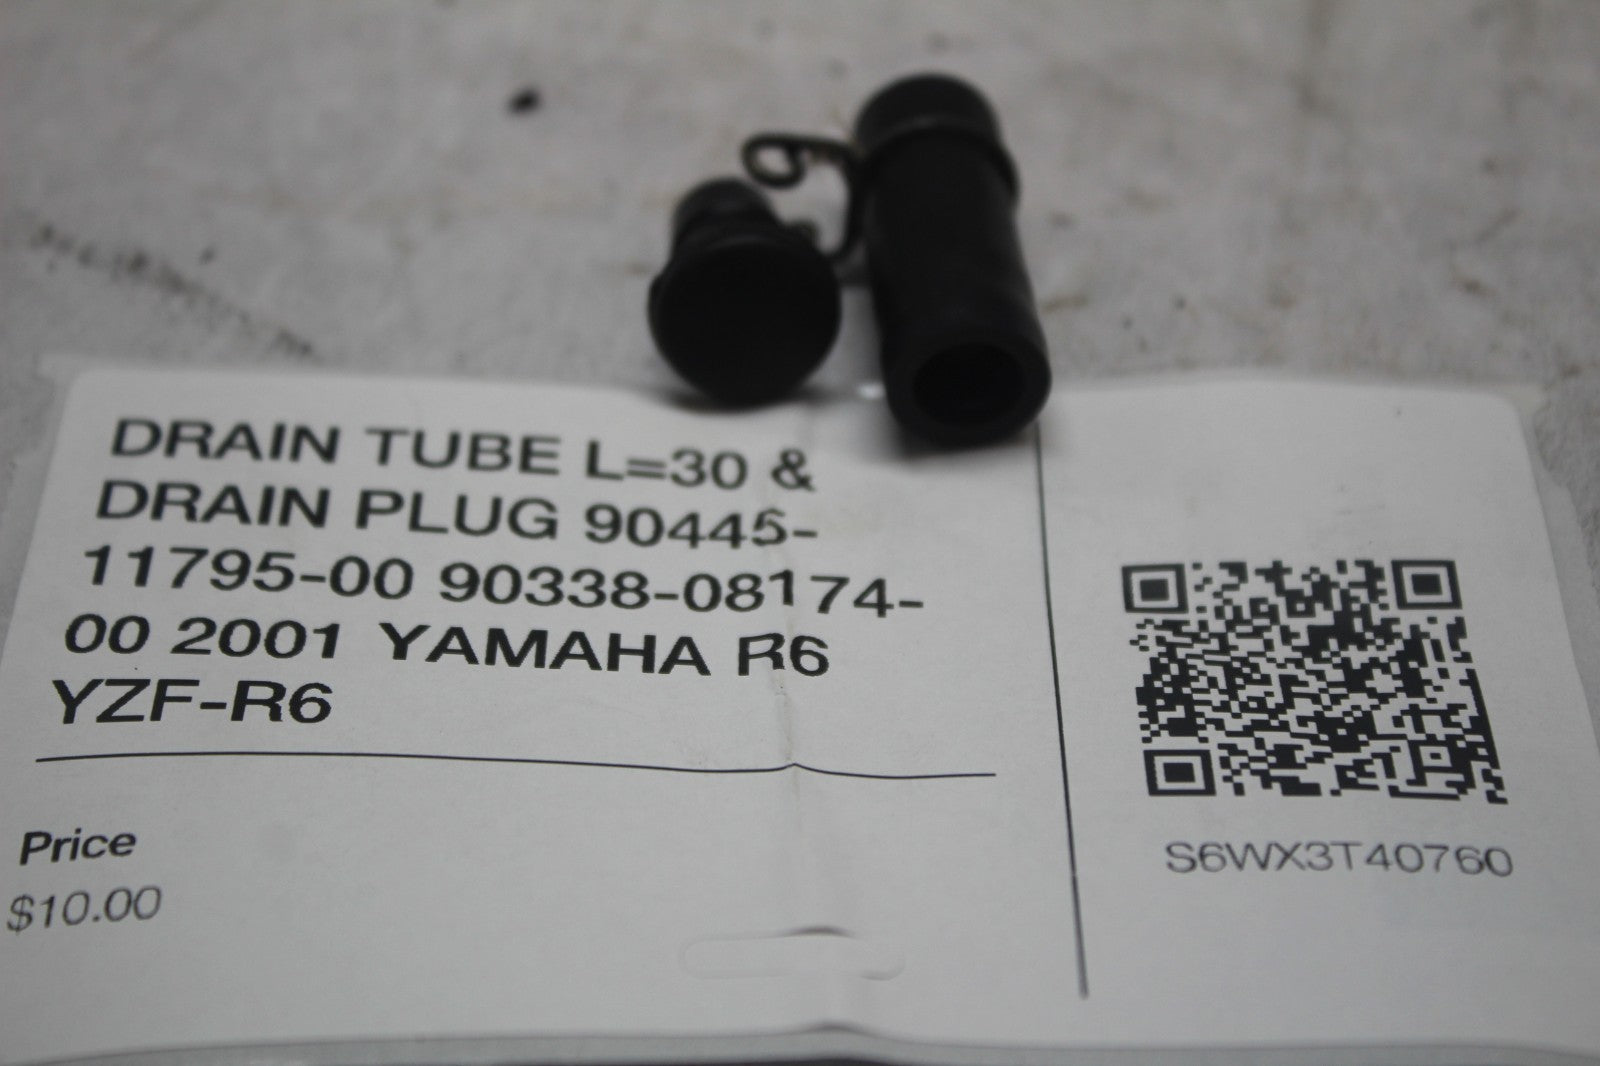 DRAIN TUBE L=30 &
DRAIN PLUG 90445-
11795-00 90338-08174-
00 2001 YAMAHA R6
YZF-R6
Price
$10.00
S6WX3T40760